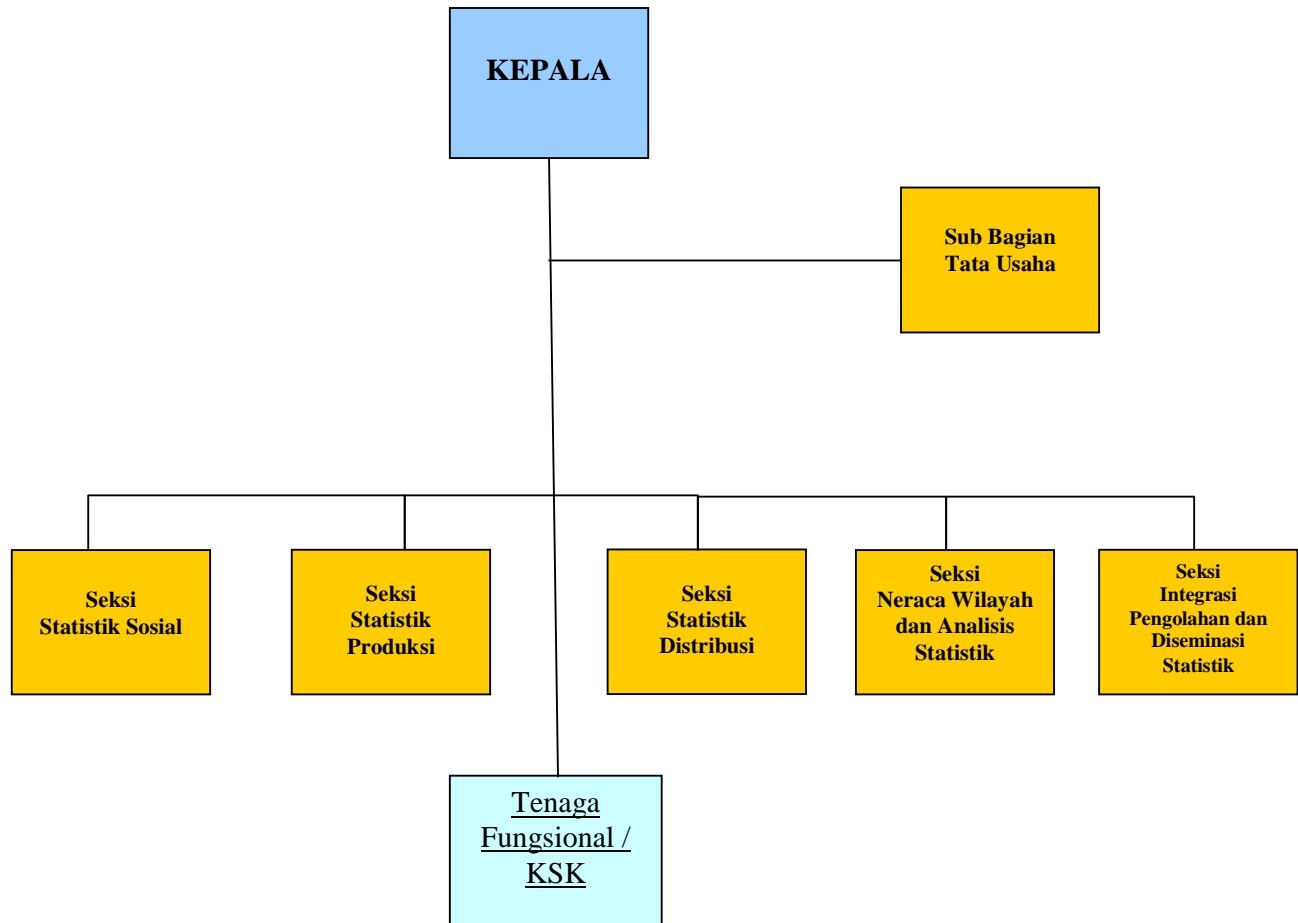 KEPALA
Sub Bagian
Tata Usaha
Seksi
Statistik Sosial
Seksi
Statistik
Produksi
Seksi
Statistik
Distribusi
Seksi
Neraca Wilayah
dan Analisis
Statistik
Seksi
Integrasi
Pengolahan dan
Diseminasi
Statistik
Tenaga
Fungsional /
KSK